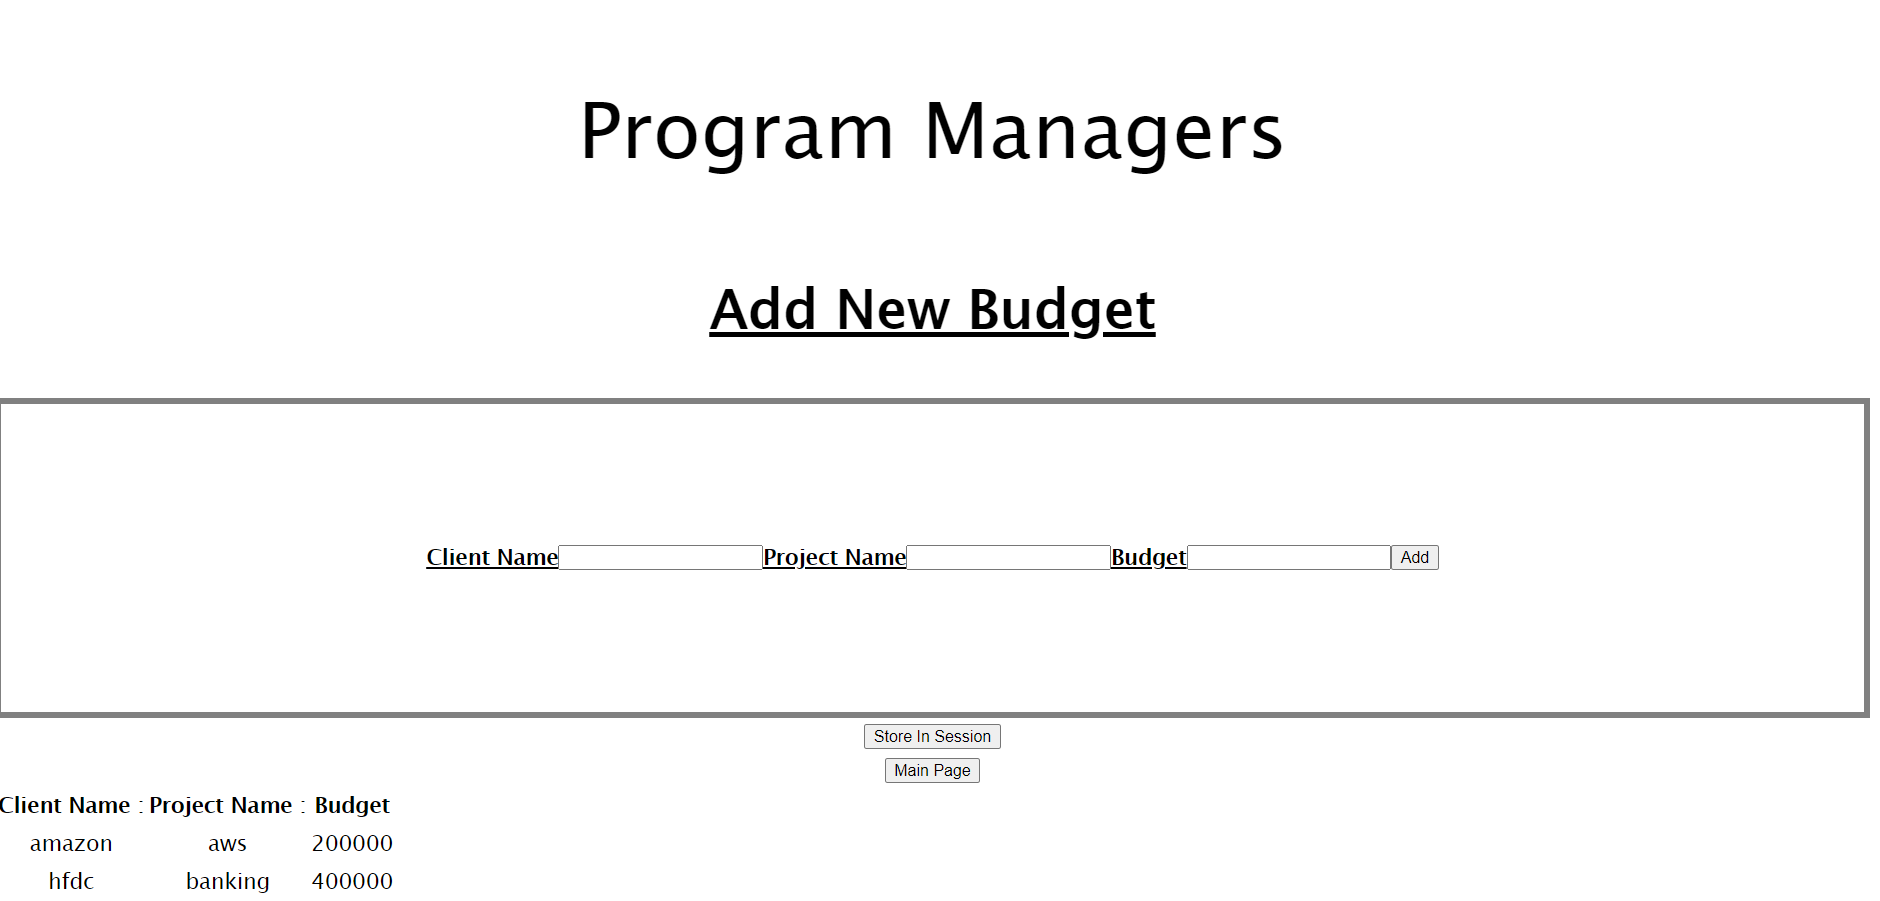 Program Managers
Add New Budget
Client Name Project Name Budget Add
Store In Session
Main Page
Client Name : Project Name : Budget
amazon aws 200000
hfdc banking 400000